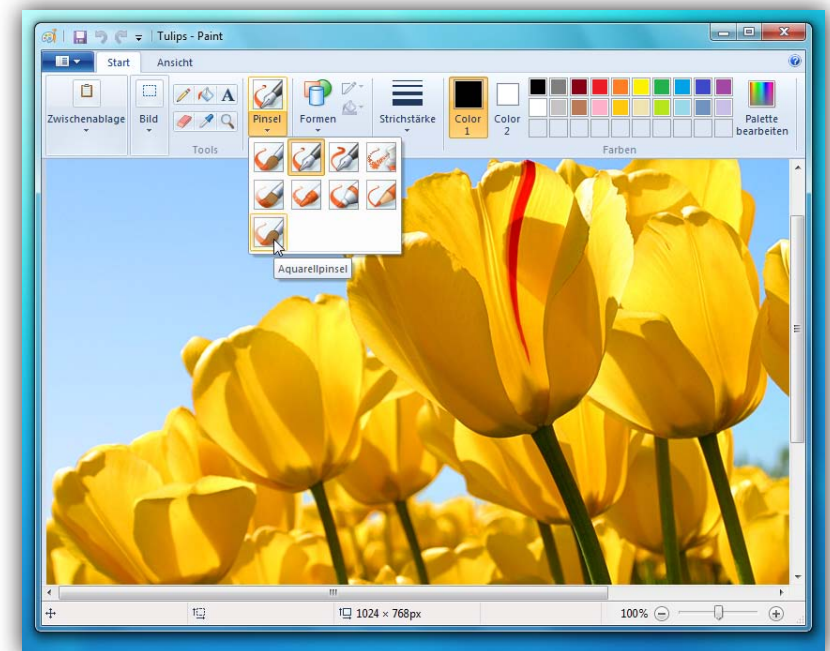 Tulips - Paint
Start
Ansicht
Zwischenablage
Bild
A
Tools
Pinsel
Formen
Strichstärke
Color
1
Color
2
Palette
bearbeiten
Farben
Aquarellpinsel
1024 × 768px
100%